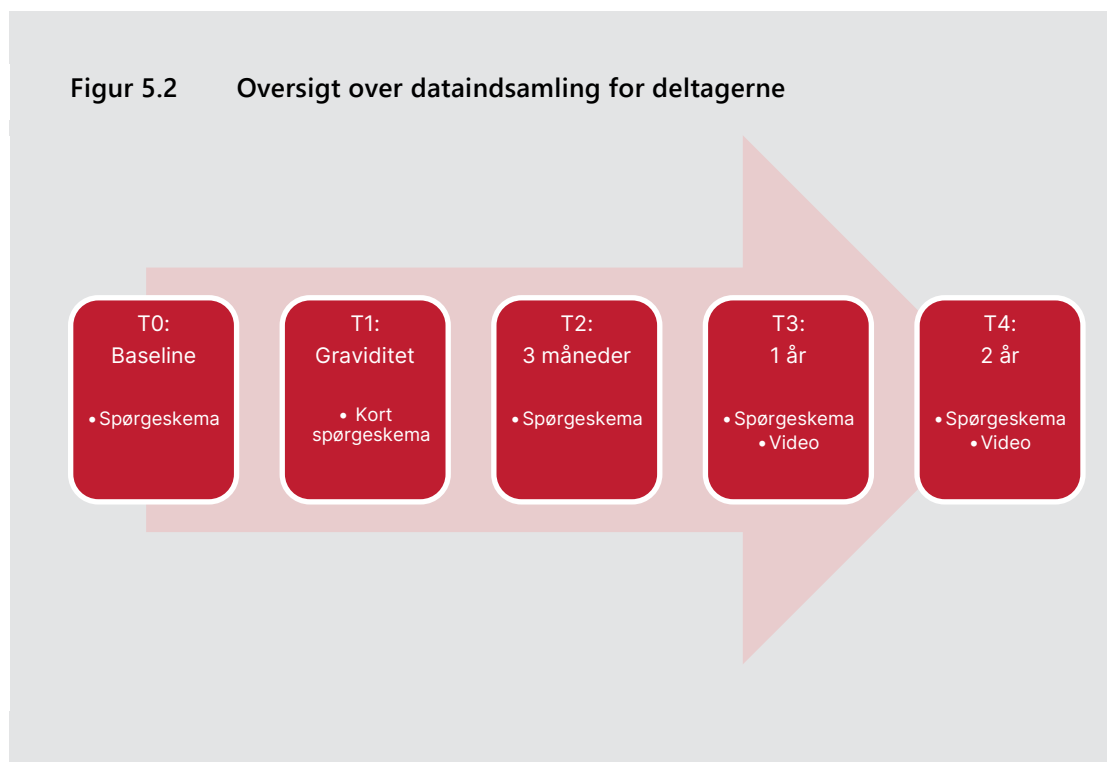 Figur 5.2 Oversigt over dataindsamling for deltagerne
T0:
Baseline
• Spørgeskema
T1:
Graviditet
• Kort
spørgeskema
T2:
3 måneder
• Spørgeskema
T3:
1 år
• Spørgeskema
• Video
T4:
2 år
• Spørgeskema
• Video